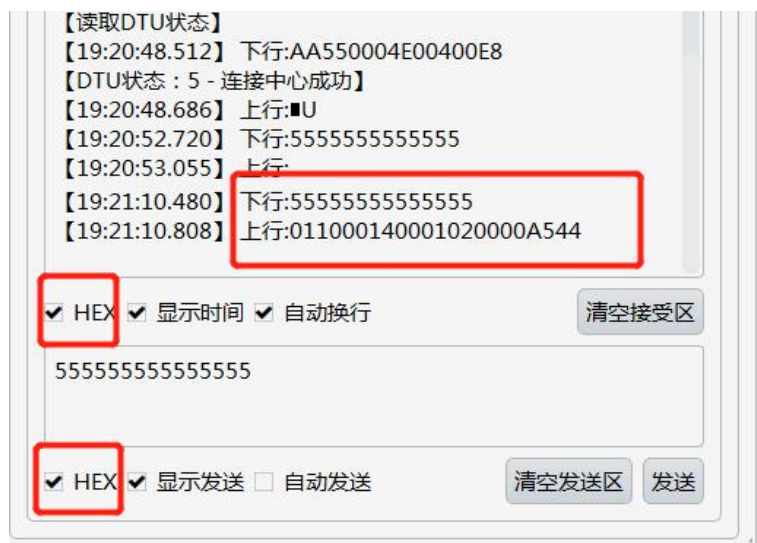 【读取DTU状态】
【19:20:48.512】 下行:AA550004E00400E8
【DTU状态：5 - 连接中心成功】
【19:20:48.686】 上行:■U
【19:20:52.720】 下行:5555555555555
【19:20:53.055】 上行:
【19:21:10.480】 下行:55555555555555
【19:21:10.808】 上行:011000140001020000A544
HEX 显示时间 自动换行 清空接受区
555555555555555
HEX 显示发送 自动发送 清空发送区 发送